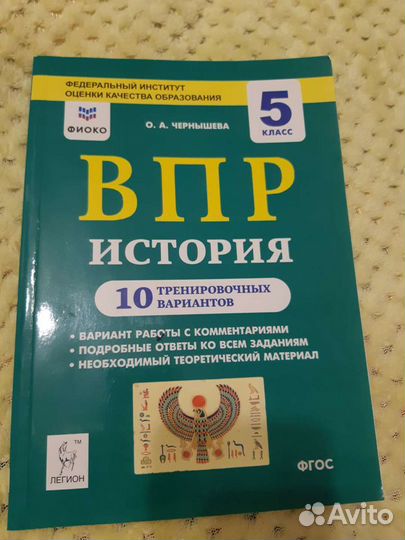 ФЕДЕРАЛЬНЫЙ ИНСТИТУТ
ОЦЕНКИ КАЧЕСТВА ОБРАЗОВАНИЯ
5
КЛАСС
ФИОКО
О. А. ЧЕРНЫШЕВА
ВПР
ИСТОРИЯ
10 ТРЕНИРОВОЧНЫХ
ВАРИАНТОВ
• ВАРИАНТ РАБОТЫ С КОММЕНТАРИЯМИ
• ПОДРОБНЫЕ ОТВЕТЫ КО ВСЕМ ЗАДАНИЯМ
• НЕОБХОДИМЫЙ ТЕОРЕТИЧЕСКИЙ МАТЕРИАЛ
TM
ЛЕГИОН
ФГОС
Avito